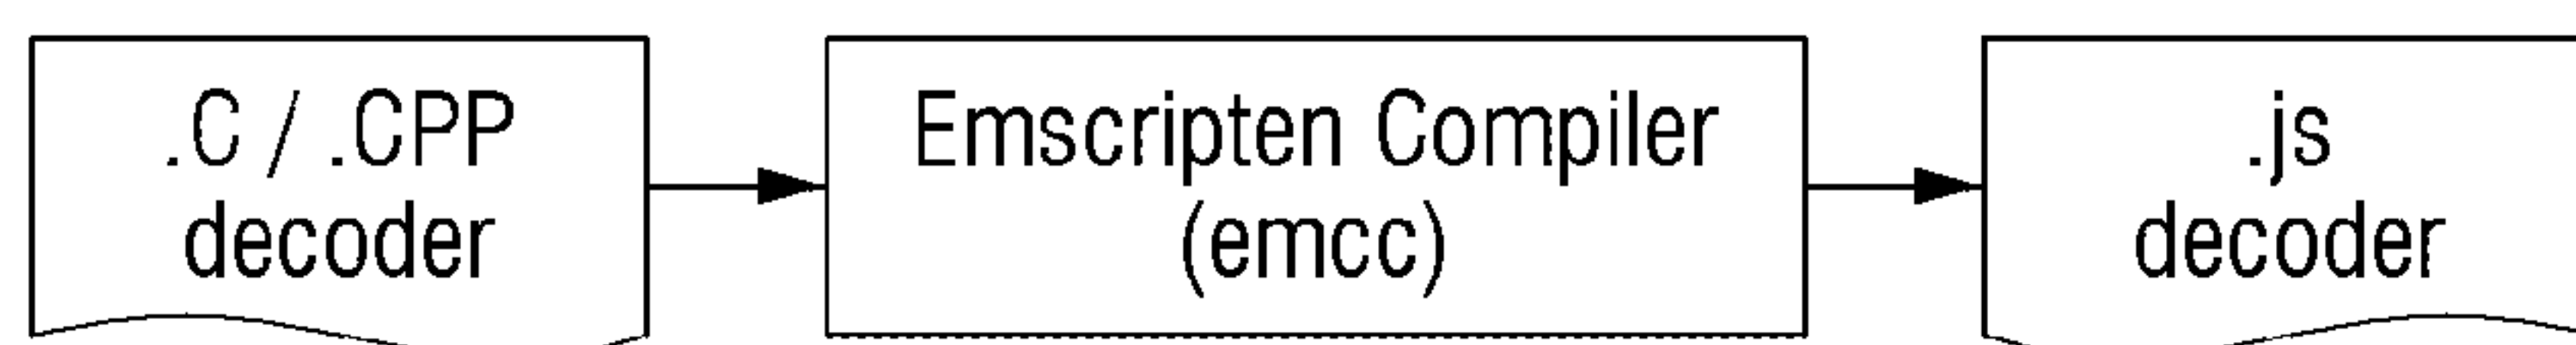 .C / .CPP
decoder
Emscripten Compiler
(emcc)
.js
decoder